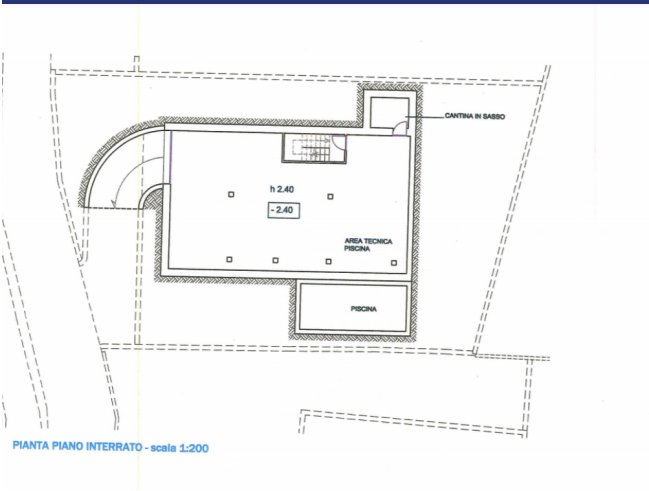 CANTINA IN SASSO
h 2.40
- 2.40
AREA TECNICA
PISCINA
PISCINA
PIANTA PIANO INTERRATO - scala 1:200